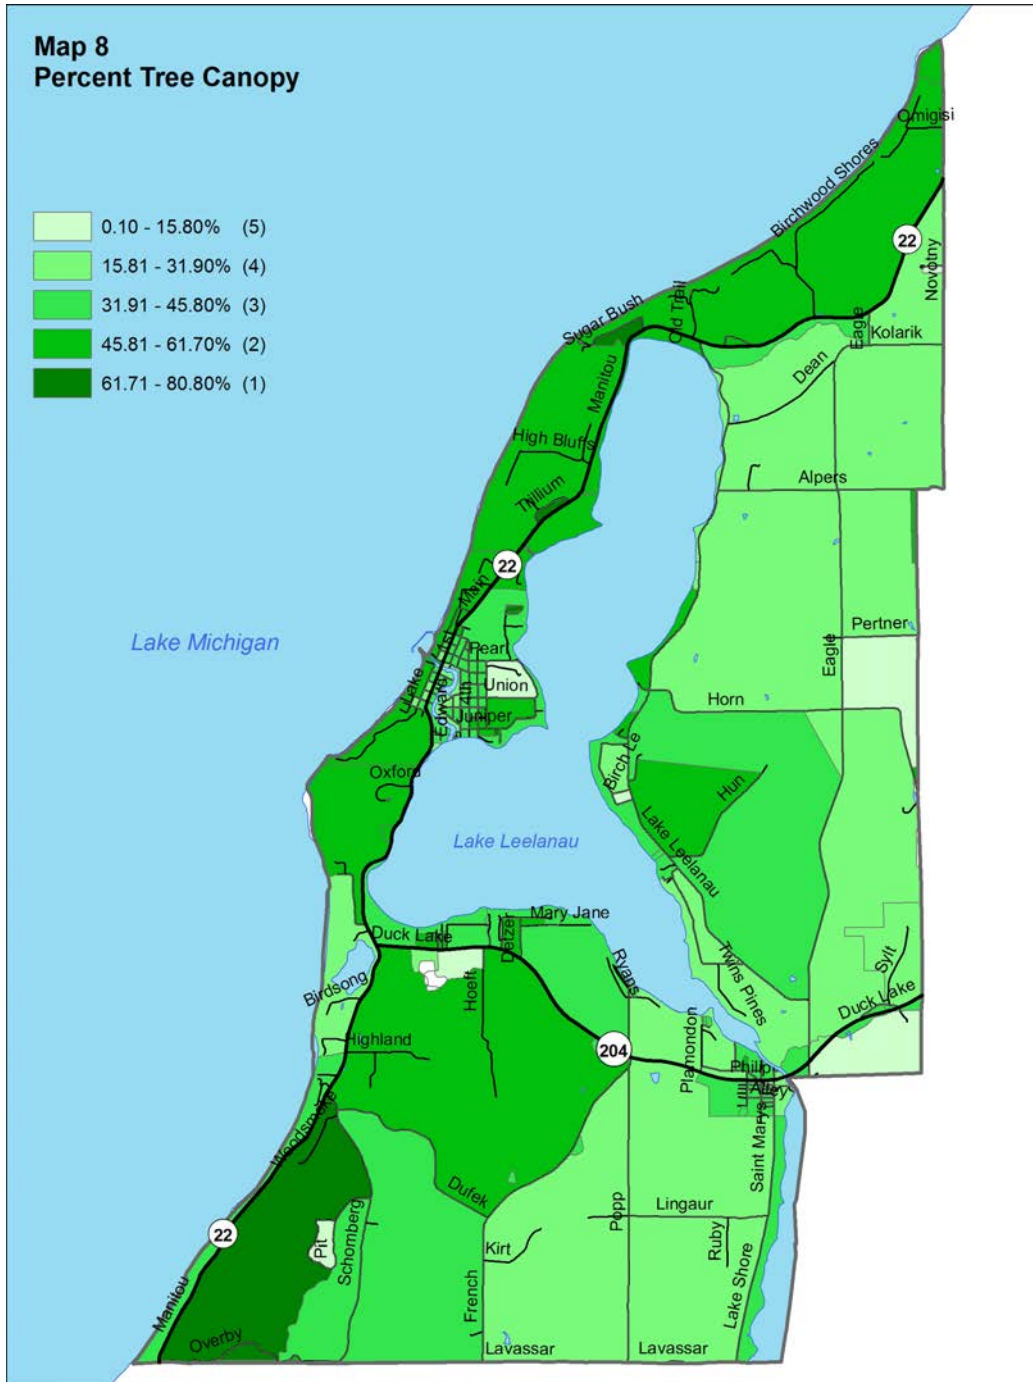 Map 8
Percent Tree Canopy
0.10 - 15.80% (5)
15.81 - 31.90% (4)
31.91 - 45.80% (3)
45.81 - 61.70% (2)
61.71 - 80.80% (1)
Omigisi
Birchwood Shores
22
Novotny
Old Trail
Sugar Bush
Eagle
Kolarik
Dean
Manitou
High Bluffs
Alpers
Trillium
22
Main
Lake Michigan
1st
Pearl
Pertner
Eagle
Lake
Union
4th
Edward
Horn
Juniper
Birch Le
Oxford
Hun
Lake Leelanau
Lake Leelanau
Mary Jane
Detzer
Duck Lake
Ryans
Twins Pines
Sylt
Birdsong
Hoeft
Duck Lake
Highland
204
Plamondon
Philip
Alley
Woodsmoke
Saint Marys
Dufek
Lingaur
Popp
22
Pit
Schomberg
Kirt
Ruby
Manitou
French
Lake Shore
Overby
Lavassar
Lavassar